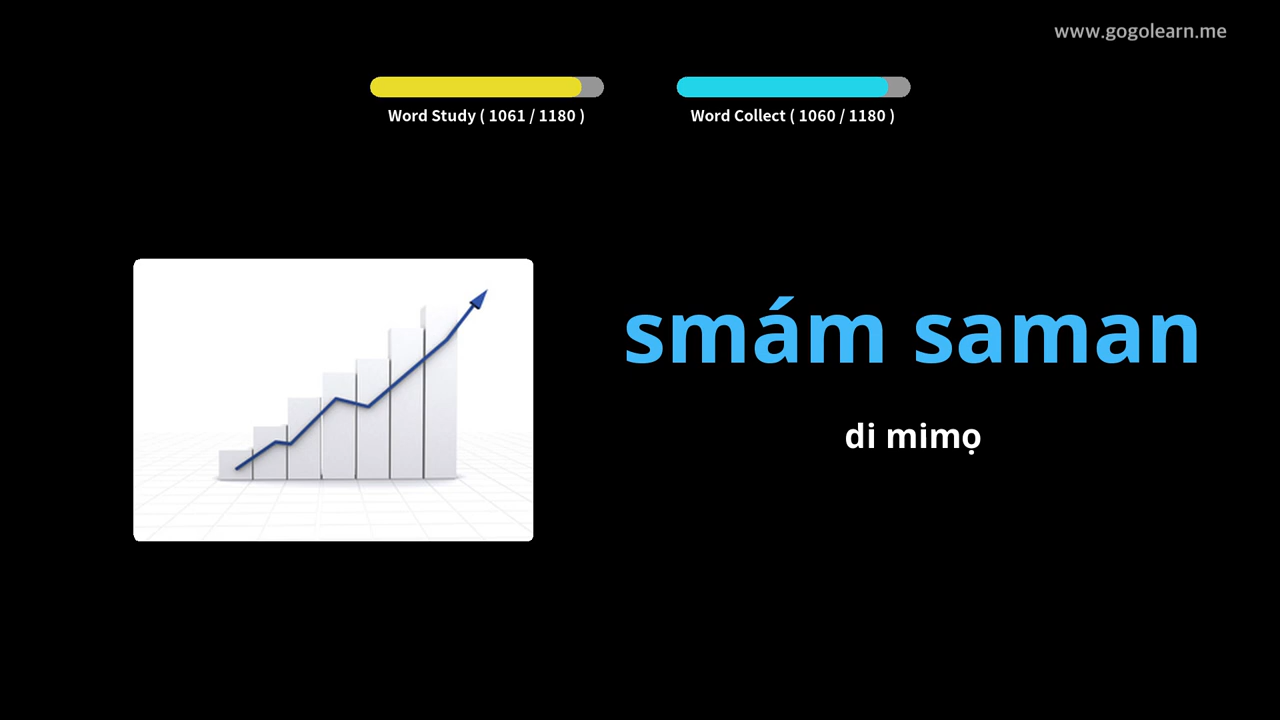 www.gogolearn.me
Word Study ( 1061 / 1180 )
Word Collect ( 1060 / 1180 )
smám saman
di mimọ